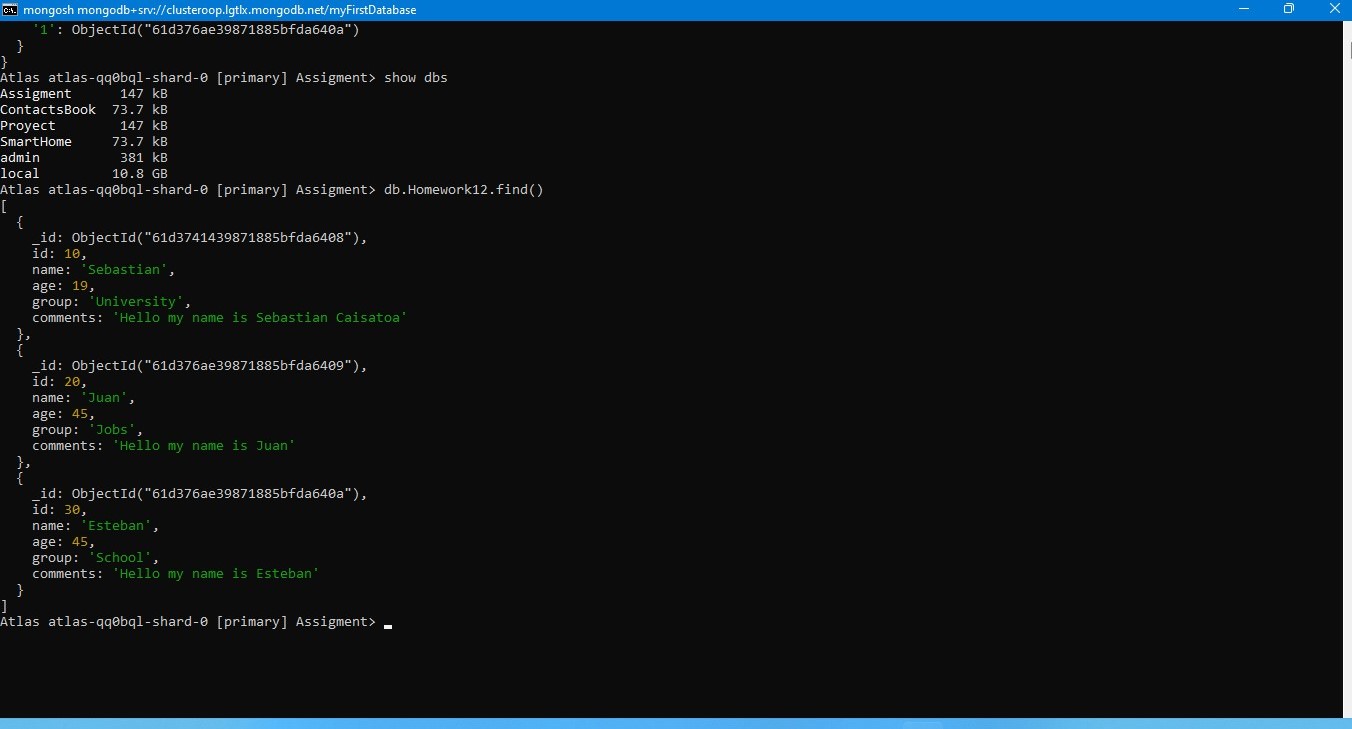 mongosh mongodb+srv://clusteroop.lgtlx.mongodb.net/myFirstDatabase
    '1': ObjectId("61d376ae39871885bfda640a")
  }
}
Atlas atlas-qq0bql-shard-0 [primary] Assigment> show dbs
Assigment      147 kB
ContactsBook  73.7 kB
Proyect        147 kB
SmartHome     73.7 kB
admin          381 kB
local         10.8 GB
Atlas atlas-qq0bql-shard-0 [primary] Assigment> db.Homework12.find()
[
  {
    _id: ObjectId("61d3741439871885bfda6408"),
    id: 10,
    name: 'Sebastian',
    age: 19,
    group: 'University',
    comments: 'Hello my name is Sebastian Caisatoa'
  },
  {
    _id: ObjectId("61d376ae39871885bfda6409"),
    id: 20,
    name: 'Juan',
    age: 45,
    group: 'Jobs',
    comments: 'Hello my name is Juan'
  },
  {
    _id: ObjectId("61d376ae39871885bfda640a"),
    id: 30,
    name: 'Esteban',
    age: 45,
    group: 'School',
    comments: 'Hello my name is Esteban'
  }
]
Atlas atlas-qq0bql-shard-0 [primary] Assigment>